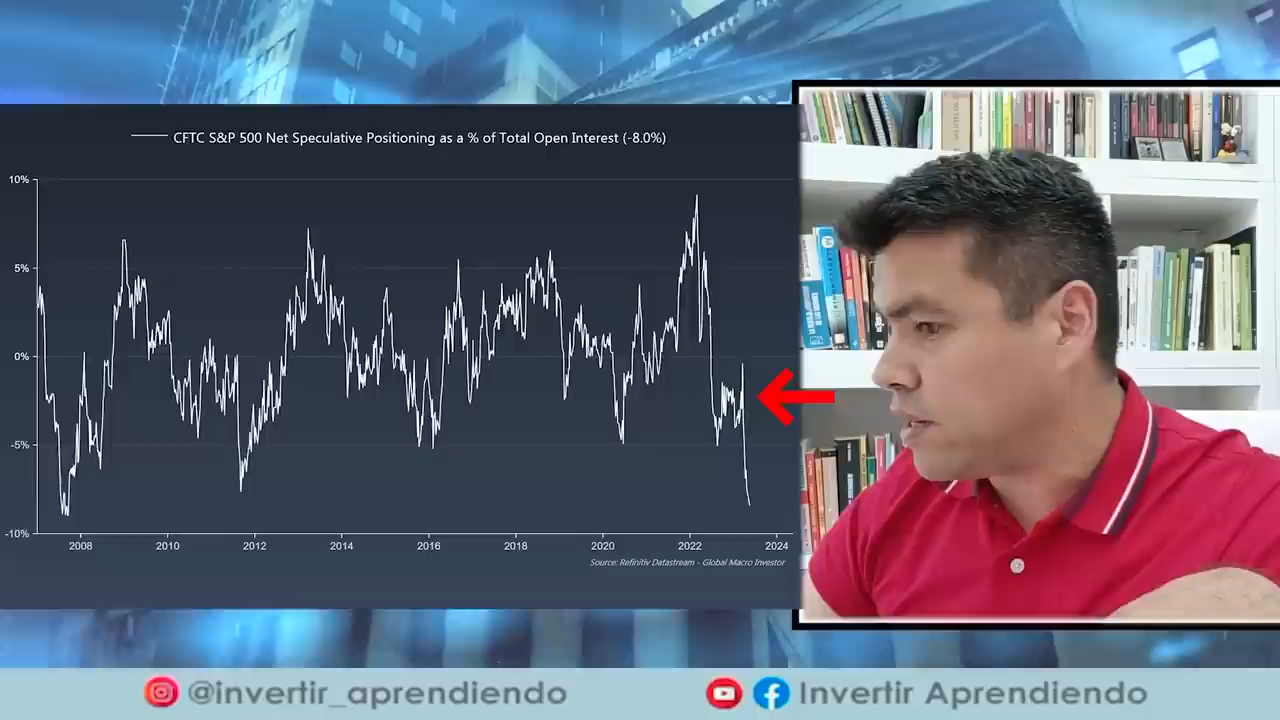 CFTC S&P 500 Net Speculative Positioning as a % of Total Open Interest (-8.0%)
10%
5%
0%
-5%
-10%
2008 2010 2012 2014 2016 2018 2020 2022 2024
Source: Refinitiv Datastream - Global Macro Investor
@invertir_aprendiendo
Invertir Aprendiendo